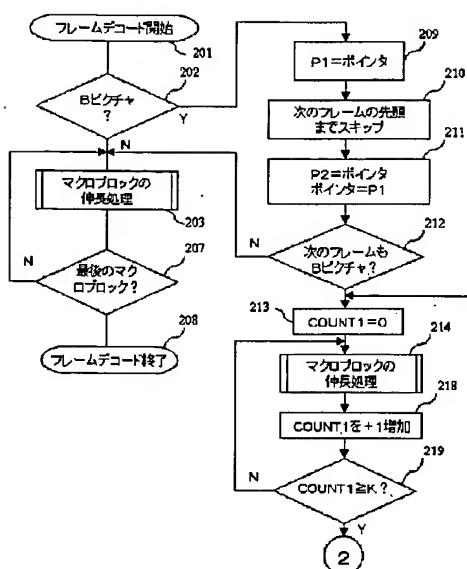 フレームデコード開始
201
202
Bピクチャ
?
Y
N
マクロブロックの
伸長処理
203
207
N
最後のマク
ロブロック?
208
フレームデコード終了
209
P1=ポインタ
210
次のフレームの先頭
までスキップ
211
P2=ポインタ
ポインタ=P1
212
N
次のフレームも
Bピクチャ?
213
COUNT1=0
214
マクロブロックの
伸長処理
218
COUNT1を+1増加
219
N
COUNT1≧K?
Y
2